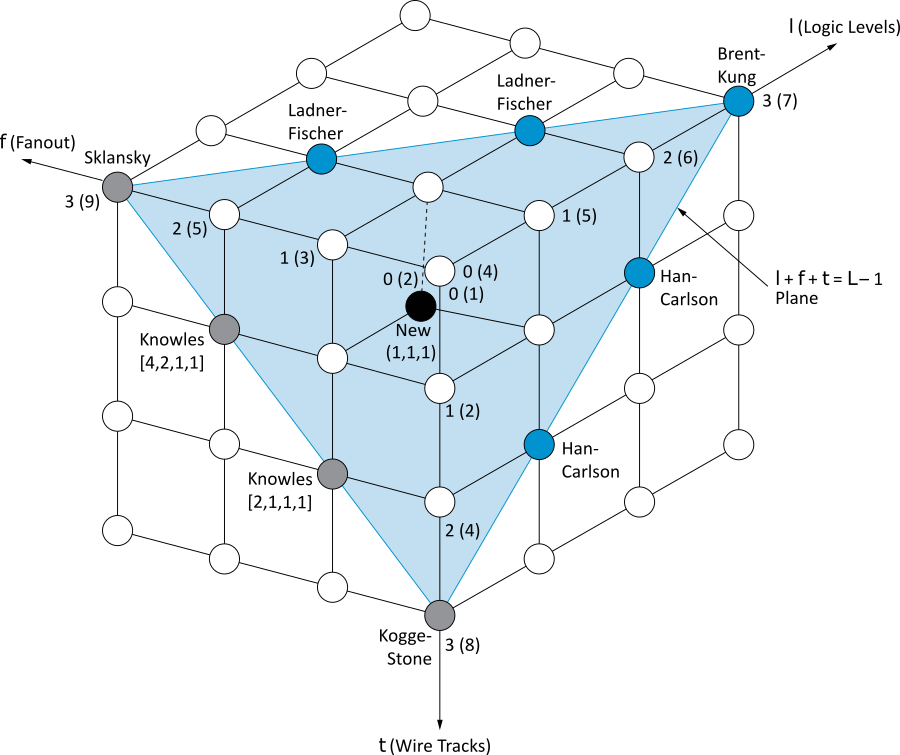 l (Logic Levels)
Brent-
Kung
3 (7)
Ladner-
Fischer
Ladner-
Fischer
f (Fanout)
Sklansky
3 (9)
2 (6)
2 (5)
1 (5)
1 (3)
0 (2)
0 (4)
0 (1)
l + f + t = L – 1
Plane
Han-
Carlson
New
(1,1,1)
Knowles
[4,2,1,1]
1 (2)
Han-
Carlson
Knowles
[2,1,1,1]
2 (4)
Kogge-
Stone
3 (8)
t (Wire Tracks)